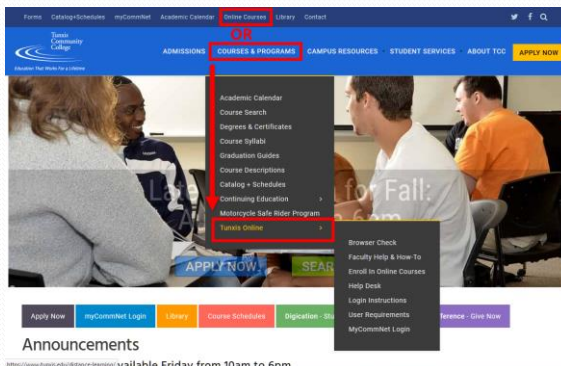 Forms Catalog+Schedules myCommNet Academic Calendar Online Courses Library Contact
OR
Tunxis
Community
College
Education That Works For a Lifetime
ADMISSIONS COURSES & PROGRAMS CAMPUS RESOURCES STUDENT SERVICES ABOUT TCC APPLY NOW
Academic Calendar
Course Search
Degrees & Certificates
Course Syllabi
Graduation Guides
Course Descriptions
Catalog + Schedules
Continuing Education >
Motorcycle Safe Rider Program
Tunxis Online >
Browser Check
Faculty Help & How-To
Enroll In Online Courses
Help Desk
Login Instructions
User Requirements
MyCommNet Login
Late for Fall:
6pm
APPLY NOW SEAR
Apply Now myCommNet Login Library Course Schedules Digication - Stu ference - Give Now
Announcements
https://www.tunxis.edu/distance-learning/ vailable Friday from 10am to 6pm